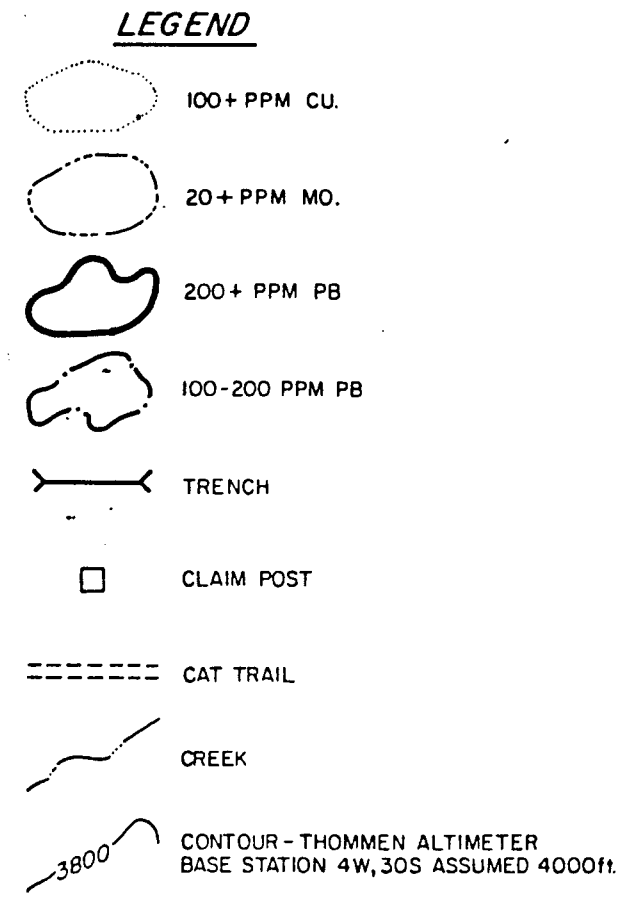 LEGEND
100+ PPM CU.
20+ PPM MO.
200+ PPM PB
100-200 PPM PB
TRENCH
CLAIM POST
CAT TRAIL
CREEK
3800
CONTOUR - THOMMEN ALTIMETER
BASE STATION 4W, 30S ASSUMED 4000ft.